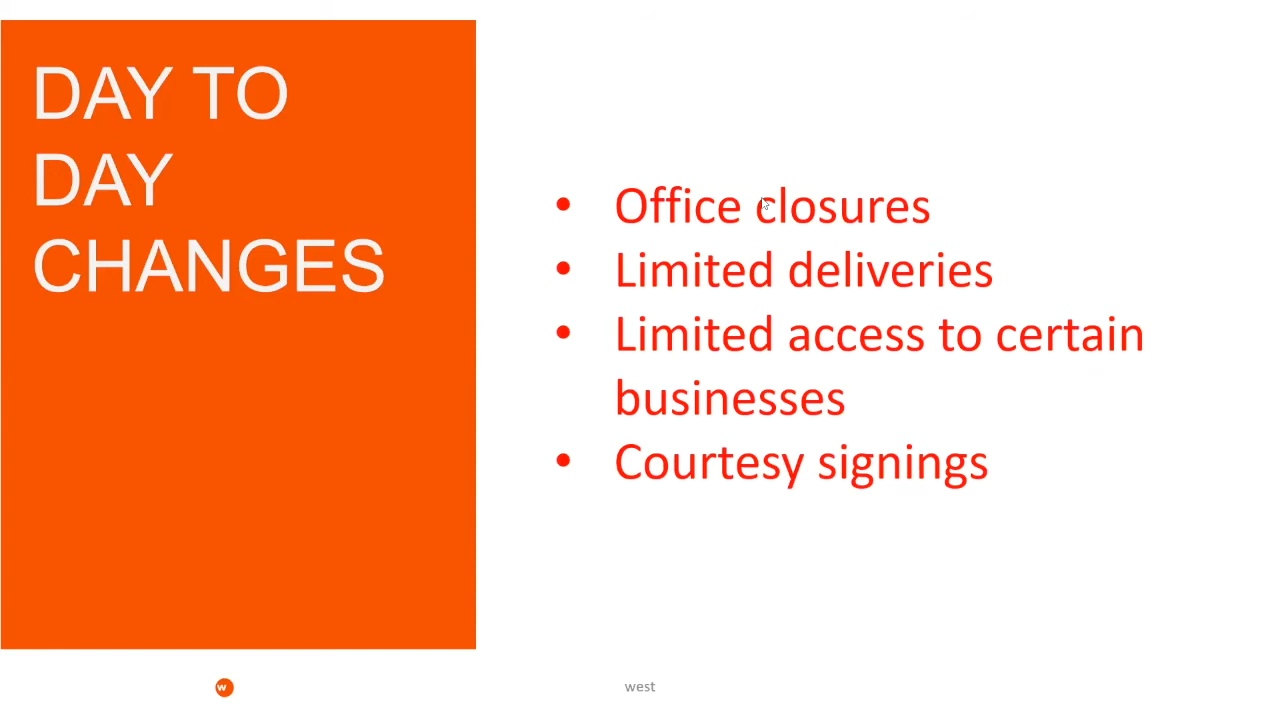 DAY TO
DAY
CHANGES
• Office closures
• Limited deliveries
• Limited access to certain
businesses
• Courtesy signings
w
west